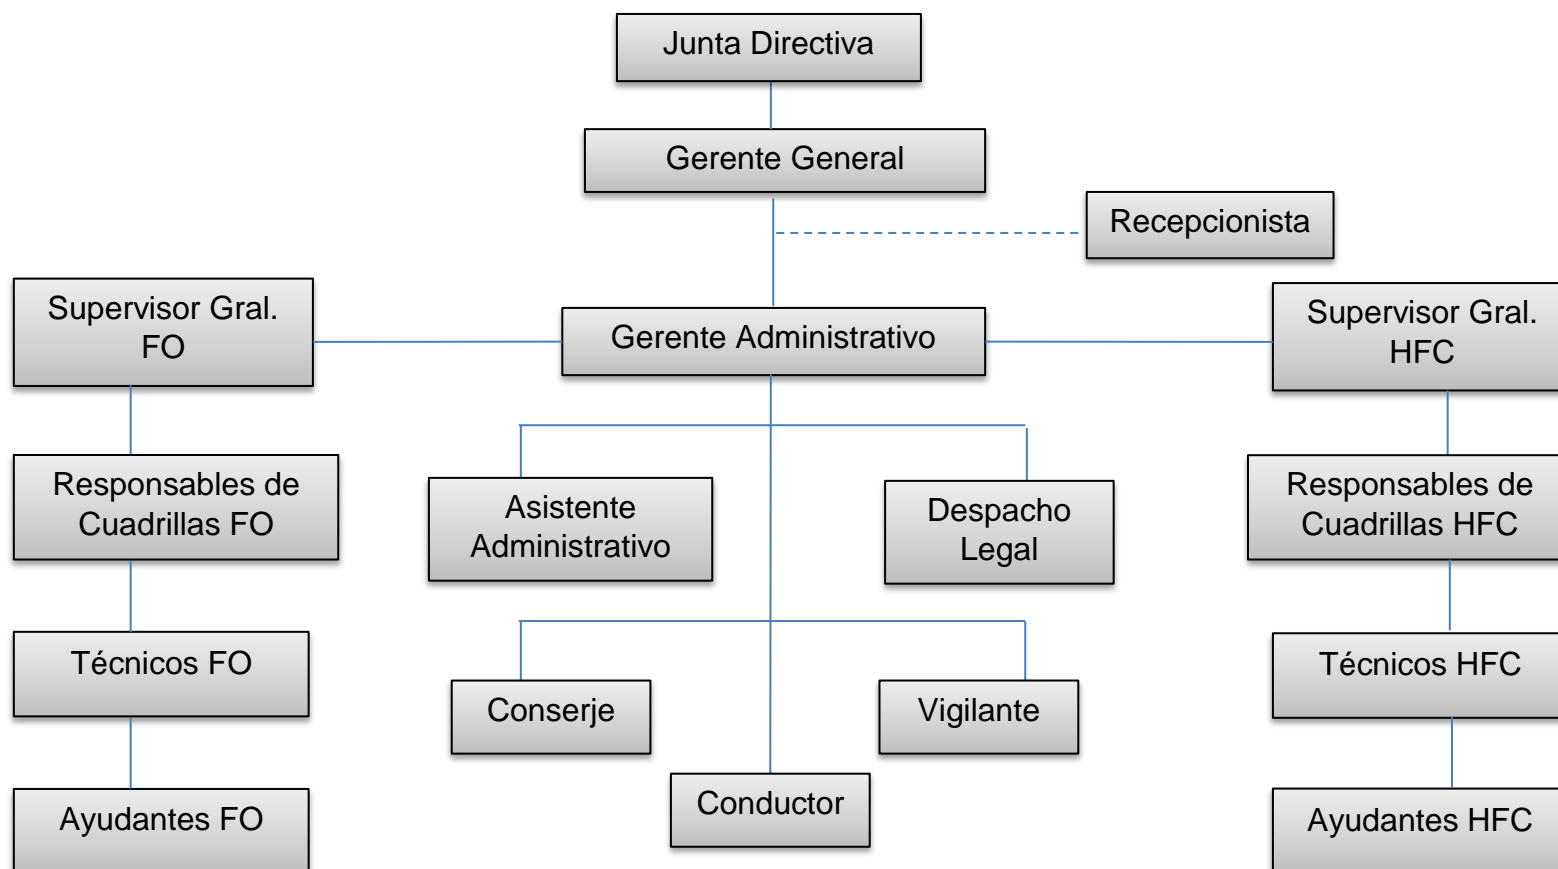 Junta Directiva
Gerente General
Recepcionista
Supervisor Gral.
FO
Gerente Administrativo
Supervisor Gral.
HFC
Responsables de
Cuadrillas FO
Asistente
Administrativo
Despacho
Legal
Responsables de
Cuadrillas HFC
Técnicos FO
Conserje
Vigilante
Técnicos HFC
Ayudantes FO
Conductor
Ayudantes HFC